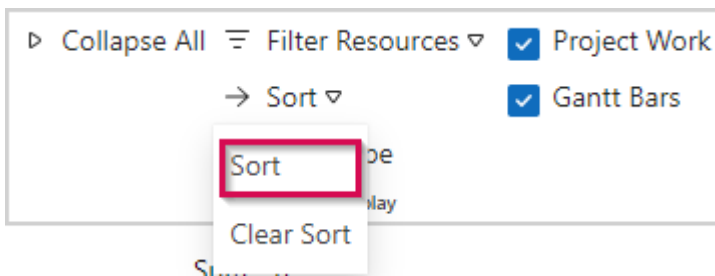 Collapse All Filter Resources Project Work
Sort Gantt Bars
Sort
Clear Sort